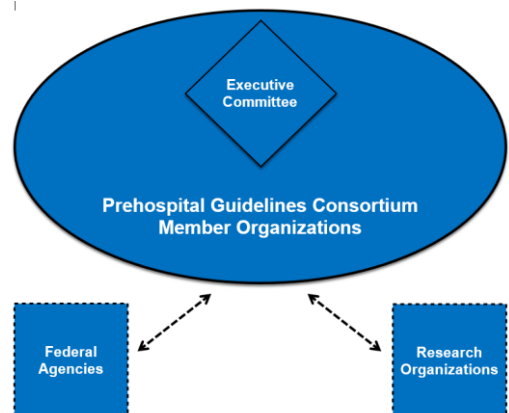 Executive
Committee
Prehospital Guidelines Consortium
Member Organizations
Federal
Agencies
Research
Organizations